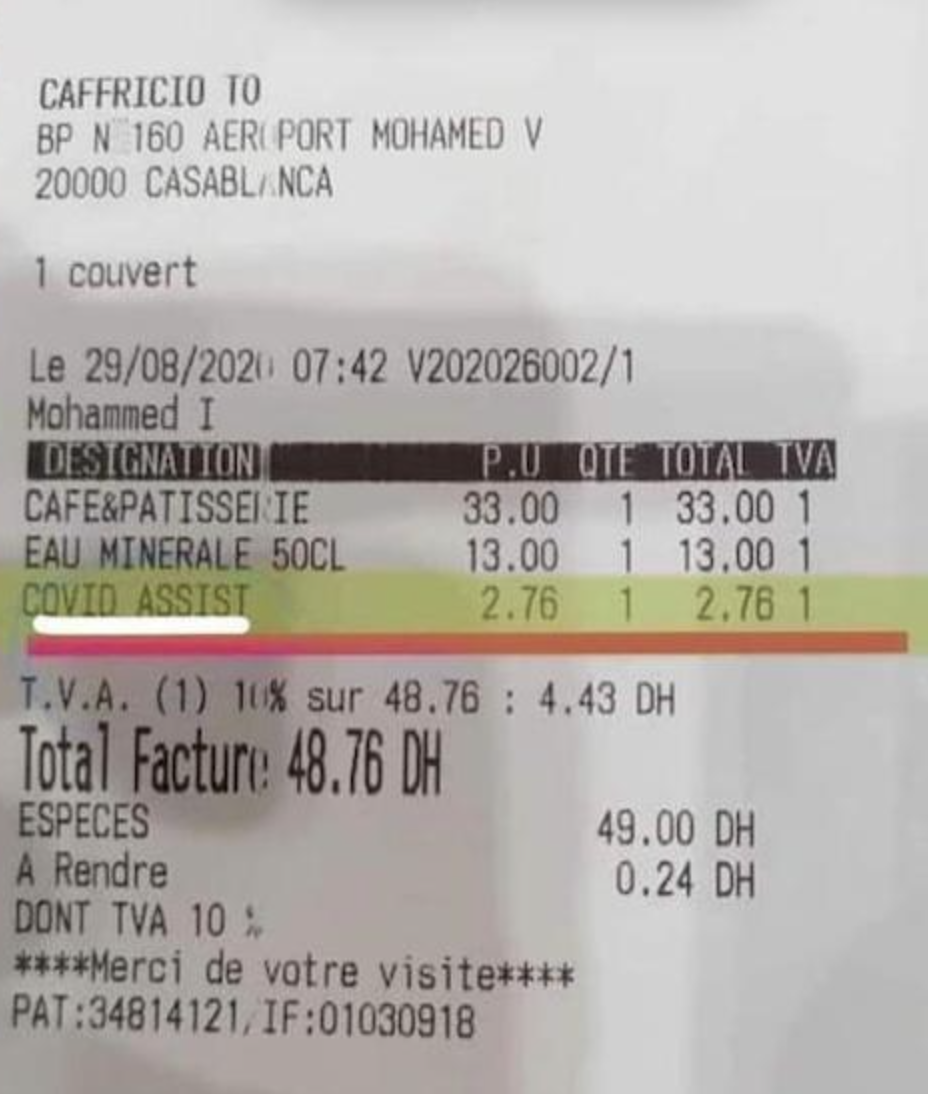 CAFFRICIO TO
BP N°160 AEROPORT MOHAMED V
20000 CASABLANCA
1 couvert
Le 29/08/2020 07:42 V202026002/1
Mohammed I
DESIGNATION P.U QTE TOTAL TVA
CAFE&PATISSERIE 33.00 1 33.00 1
EAU MINERALE 50CL 13.00 1 13.00 1
COVID ASSIST 2.76 1 2.76 1
T.V.A. (1) 10% sur 48.76 : 4.43 DH
Total Facture: 48.76 DH
ESPECES 49.00 DH
A Rendre 0.24 DH
DONT TVA 10 %
****Merci de votre visite****
PAT:34814121,IF:01030918